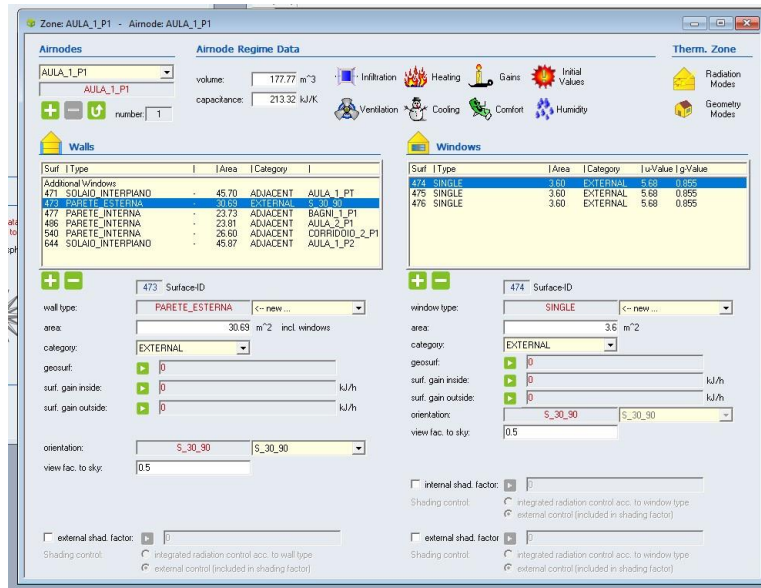 Zone: AULA_1_P1 - Airnode: AULA_1_P1
Airnodes
Airnode Regime Data
Therm. Zone
AULA_1_P1
AULA_1_P1
number: 1
volume: 177.77 m^3
capacitance: 213.32 kJ/K
Infiltration
Heating
Gains
Initial Values
Ventilation
Cooling
Comfort
Humidity
Radiation Modes
Geometry Modes
Walls
Surf | Type | | Area | Category |
Additional Windows
471 SOLAIO_INTERPIANO - 45.70 ADJACENT AULA_1_PT
473 PARETE_ESTERNA - 30.69 EXTERNAL S_30_90
477 PARETE_INTERNA - 23.73 ADJACENT BAGNI_1_P1
486 PARETE_INTERNA - 23.81 ADJACENT AULA_2_P1
540 PARETE_INTERNA - 26.60 ADJACENT CORRIDOIO_2_P1
644 SOLAIO_INTERPIANO - 45.87 ADJACENT AULA_1_P2
473 Surface-ID
wall type: PARETE_ESTERNA <-- new ...
area: 30.69 m^2 incl. windows
category: EXTERNAL
geosurf: 0
surf. gain inside: 0 kJ/h
surf. gain outside: 0 kJ/h
orientation: S_30_90 S_30_90
view fac. to sky: 0.5
external shad. factor: 0
Shading control: integrated radiation control acc. to wall type
external control (included in shading factor)
Windows
Surf | Type | Area | Category | u-Value | g-Value
474 SINGLE 3.60 EXTERNAL 5.68 0.855
475 SINGLE 3.60 EXTERNAL 5.68 0.855
476 SINGLE 3.60 EXTERNAL 5.68 0.855
474 Surface-ID
window type: SINGLE <-- new ...
area: 3.6 m^2
category: EXTERNAL
geosurf: 0
surf. gain inside: 0 kJ/h
surf. gain outside: 0 kJ/h
orientation: S_30_90 S_30_90
view fac. to sky: 0.5
internal shad. factor: 0
Shading control: integrated radiation control acc. to window type
external control (included in shading factor)
external shad. factor 0
Shading control: integrated radiation control acc. to window type
external control (included in shading factor)